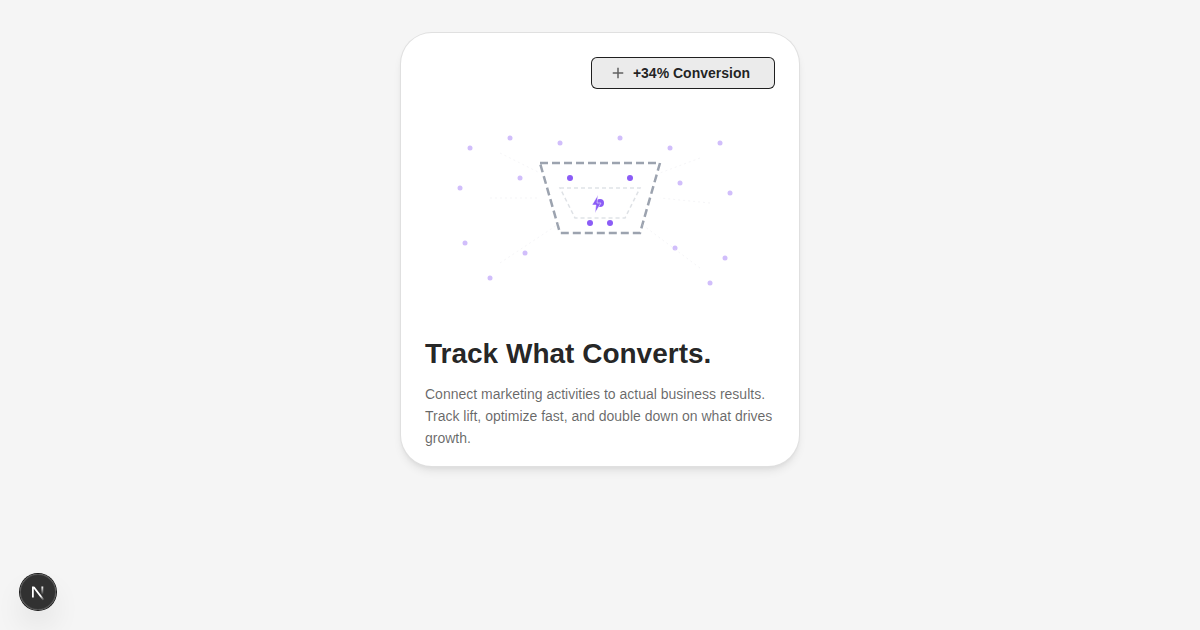 +34% Conversion
Track What Converts.
Connect marketing activities to actual business results.
Track lift, optimize fast, and double down on what drives
growth.
N